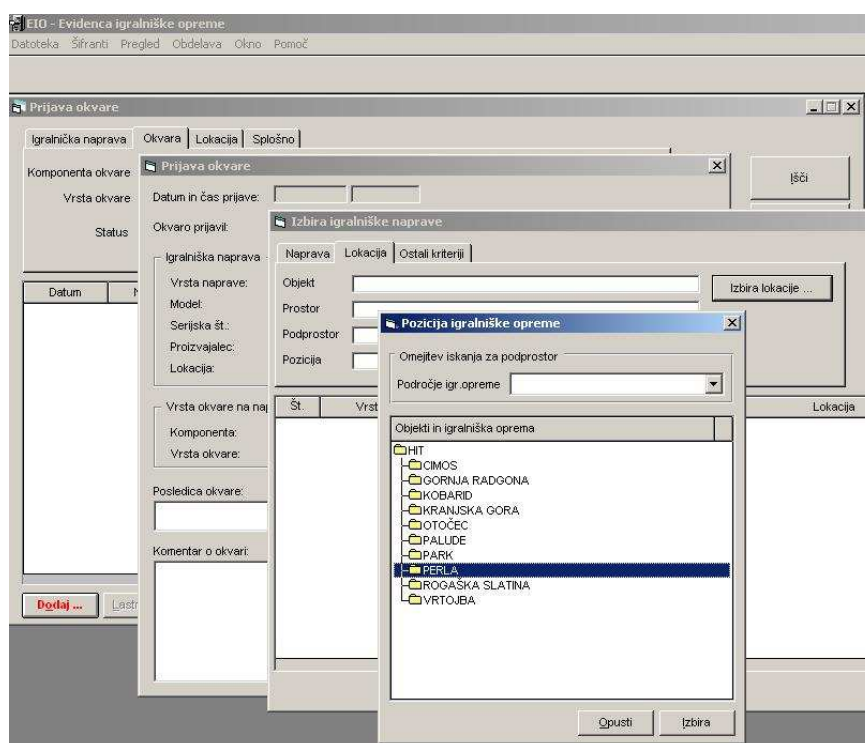 EIO - Evidenca igralniške opreme
Datoteka Šifranti Pregled Obdelava Okno Pomoč
Prijava okvare
Igralnička naprava Okvara Lokacija Splošno
Komponenta okvare
Vrsta okvare
Status
Išči
Datum
Dodaj ...
Prijava okvare
Datum in čas prijave:
Okvaro prijavil:
Igralniška naprava
Vrsta naprave:
Model:
Serijska št.:
Proizvajalec:
Lokacija:
Vrsta okvare na
Komponenta:
Vrsta okvare:
Posledica okvare:
Komentar o okvari:
Izbira igralniške naprave
Naprava Lokacija Ostali kriteriji
Objekt
Prostor
Podprostor
Pozicija
Izbira lokacije ...
Št. Vrst Lokacija
Pozicija igralniške opreme
Omejitev iskanja za podprostor
Področje igr.opreme
Objekti in igralniška oprema
HIT
CIMOS
GORNJA RADGONA
KOBARID
KRANJSKA GORA
OTOČEC
PALUDE
PARK
PERLA
ROGAŠKA SLATINA
VRTOJBA
Opusti Izbira